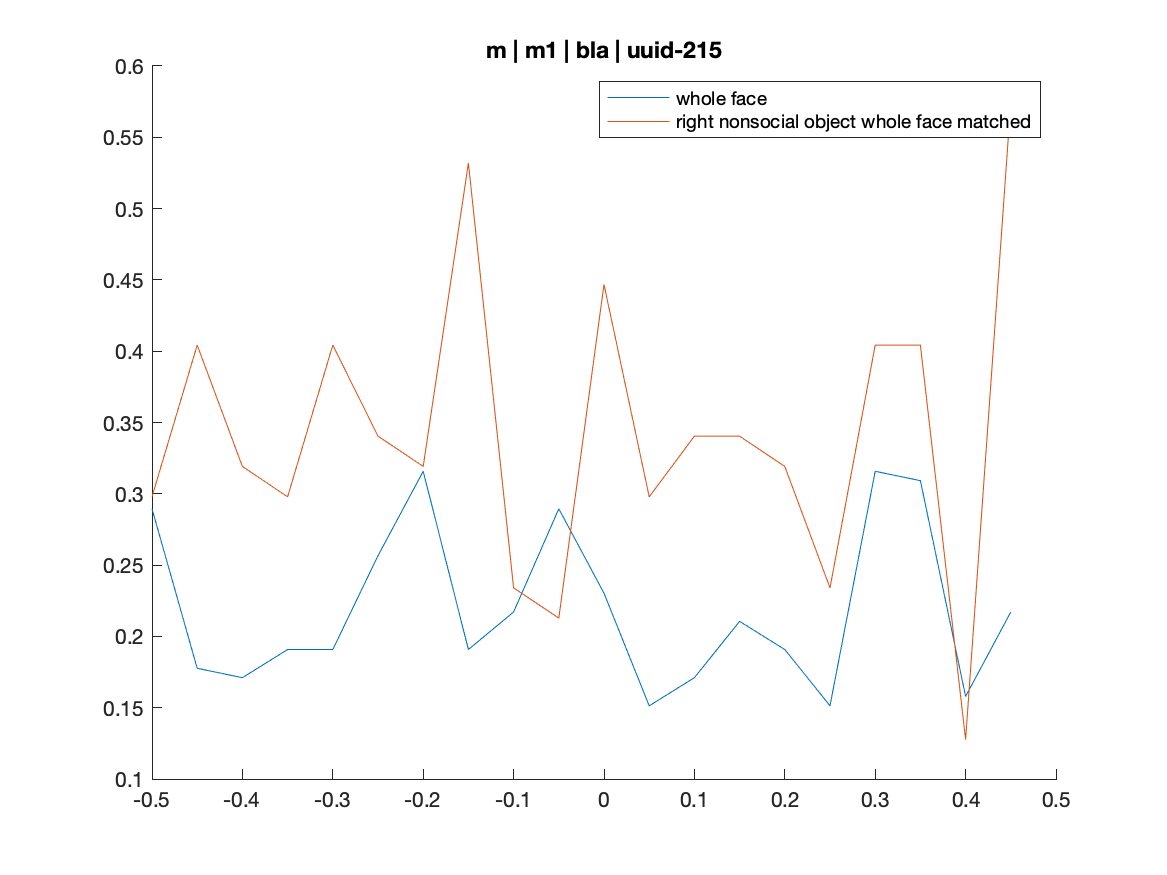 m | m1 | bla | uuid-215
whole face
right nonsocial object whole face matched
0.6
0.55
0.5
0.45
0.4
0.35
0.3
0.25
0.2
0.15
0.1
-0.5 -0.4 -0.3 -0.2 -0.1 0 0.1 0.2 0.3 0.4 0.5